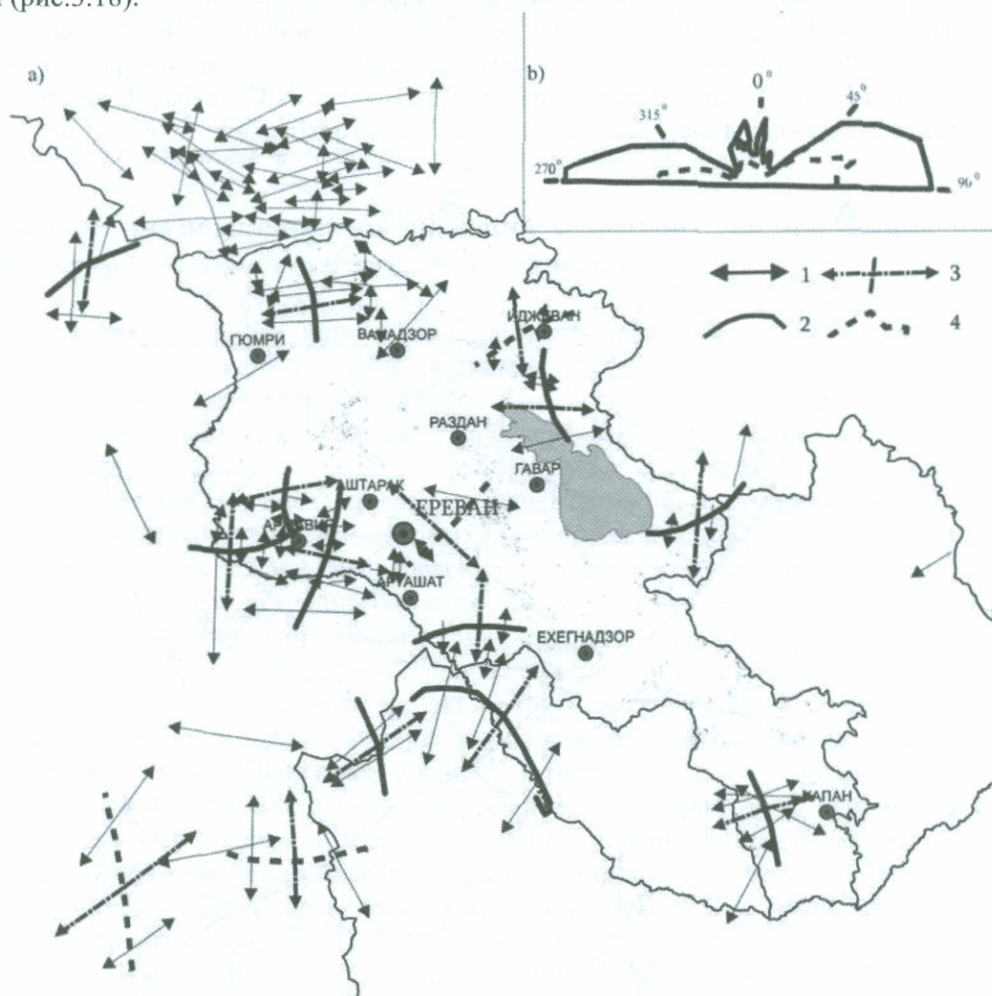 (рис.3.18).
a)
b)
0°
315°
45°
270°
90°
1
3
2
4
ГЮМРИ
ВАНАДЗОР
ИДЖЕВАН
РАЗДАН
ГАВАР
АШТАРАК
ЕРЕВАН
АРТАШАТ
ЕХЕГНАДЗОР
КАПАН